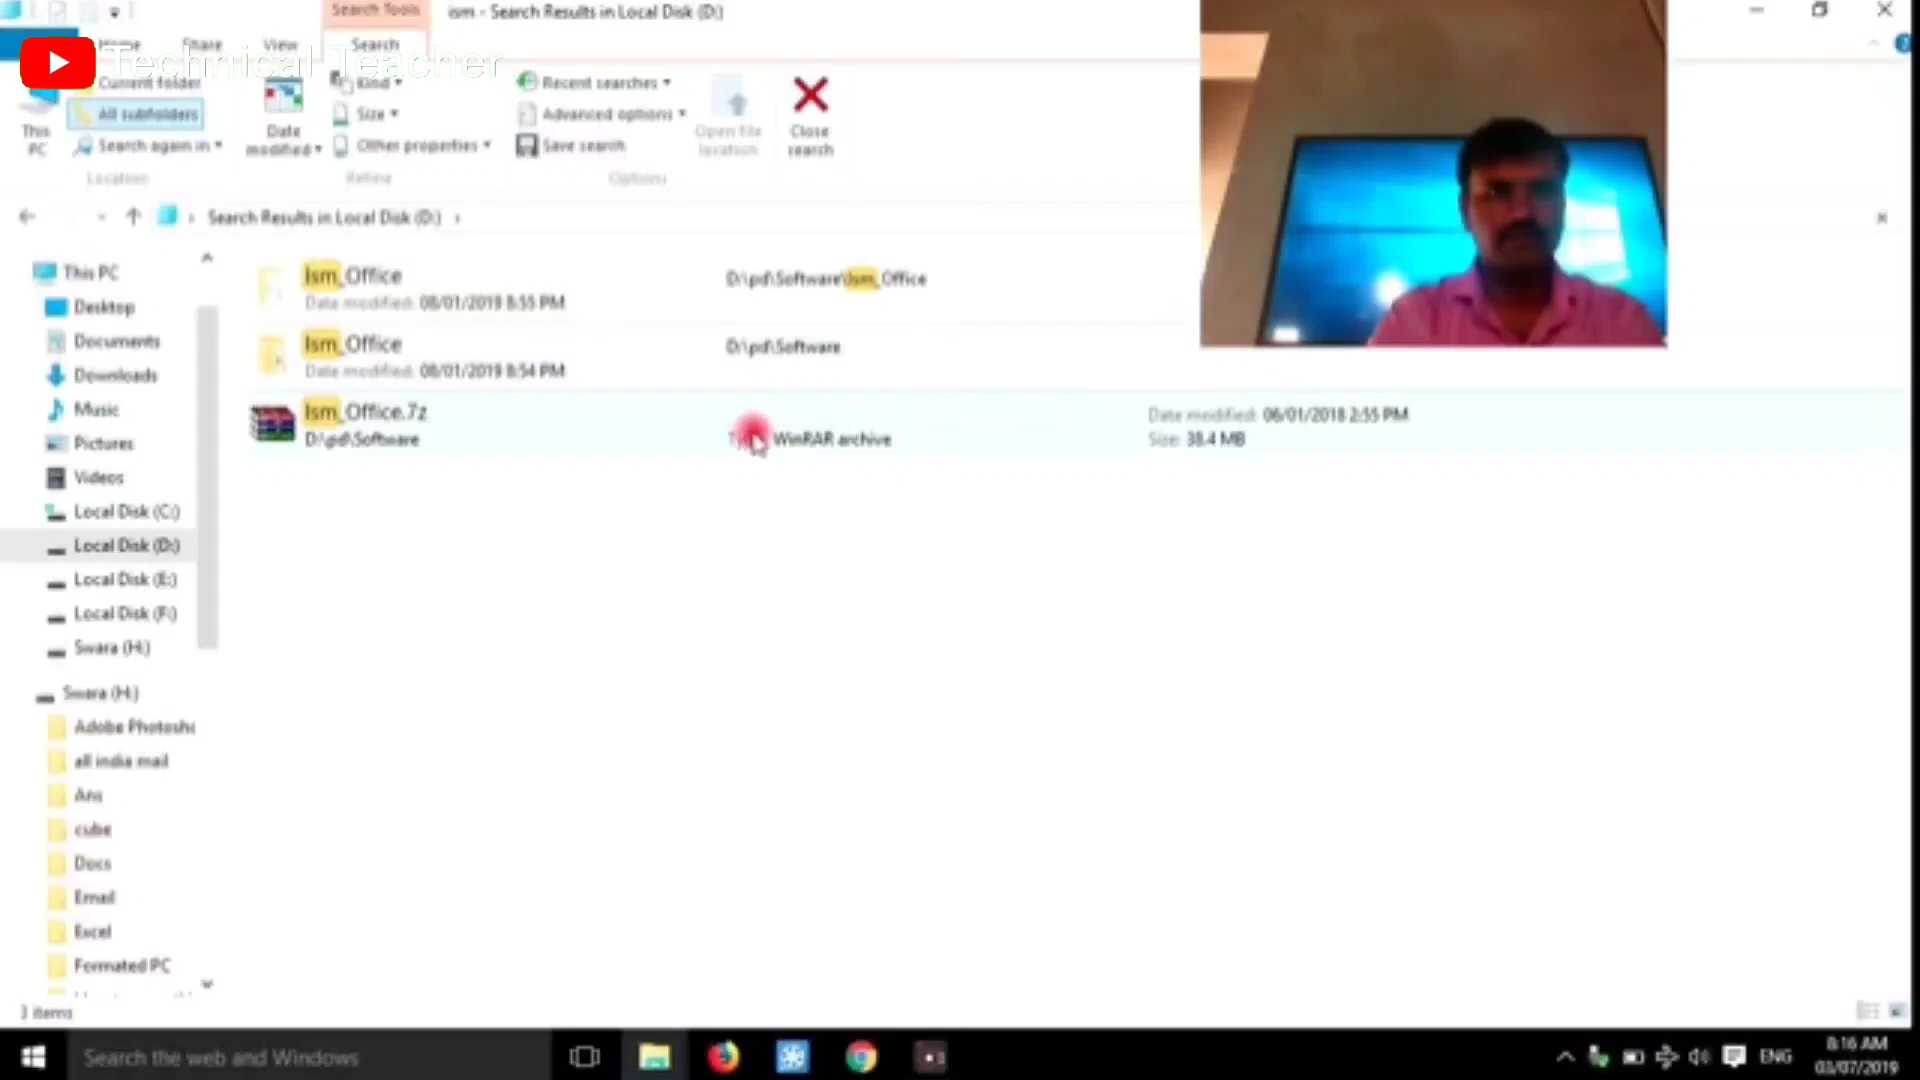 Search Tools
ism - Search Results in Local Disk (D:)
Home Share View Search
Technical Teacher
Current folder
Kind
Recent searches
All subfolders
Size
Advanced options
This PC
Search again in
Date modified
Other properties
Save search
Open file location
Close search
Location
Refine
Options
Search Results in Local Disk (D:)
This PC
Desktop
Documents
Downloads
Music
Pictures
Videos
Local Disk (C:)
Local Disk (D:)
Local Disk (E:)
Local Disk (F:)
Swara (H:)
Swara (H:)
Adobe Photosh
all india mail
Ans
cube
Docs
Email
Excel
Formated PC
Ism_Office
D:\pd\Software\Ism_Office
Date modified: 08/01/2019 8:55 PM
Ism_Office
D:\pd\Software
Date modified: 08/01/2019 8:54 PM
Ism_Office.7z
Date modified: 06/01/2018 2:55 PM
D:\pd\Software
WinRAR archive
Size: 38.4 MB
3 items
Search the web and Windows
ENG
8:16 AM
03/07/2019